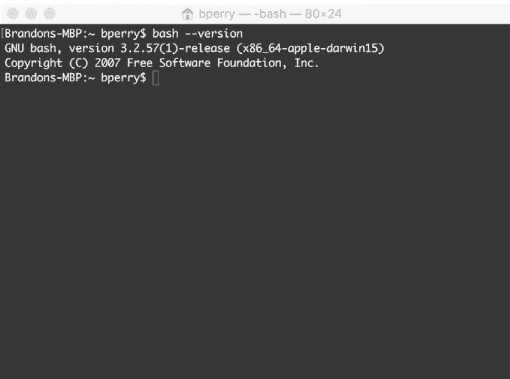 bperry — -bash — 80×24
[Brandons-MBP:~ bperry$ bash --version
GNU bash, version 3.2.57(1)-release (x86_64-apple-darwin15)
Copyright (C) 2007 Free Software Foundation, Inc.
Brandons-MBP:~ bperry$